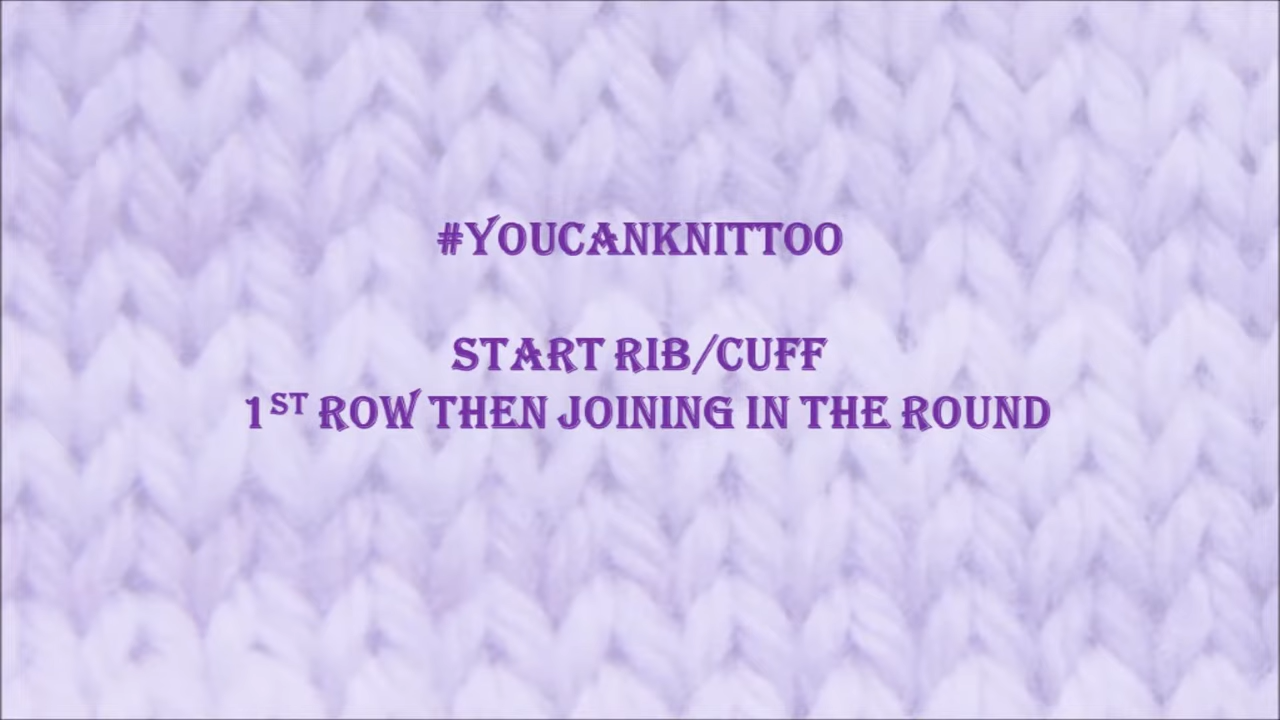 #YOUCANKNITTOO
START RIB/CUFF
1ST ROW THEN JOINING IN THE ROUND